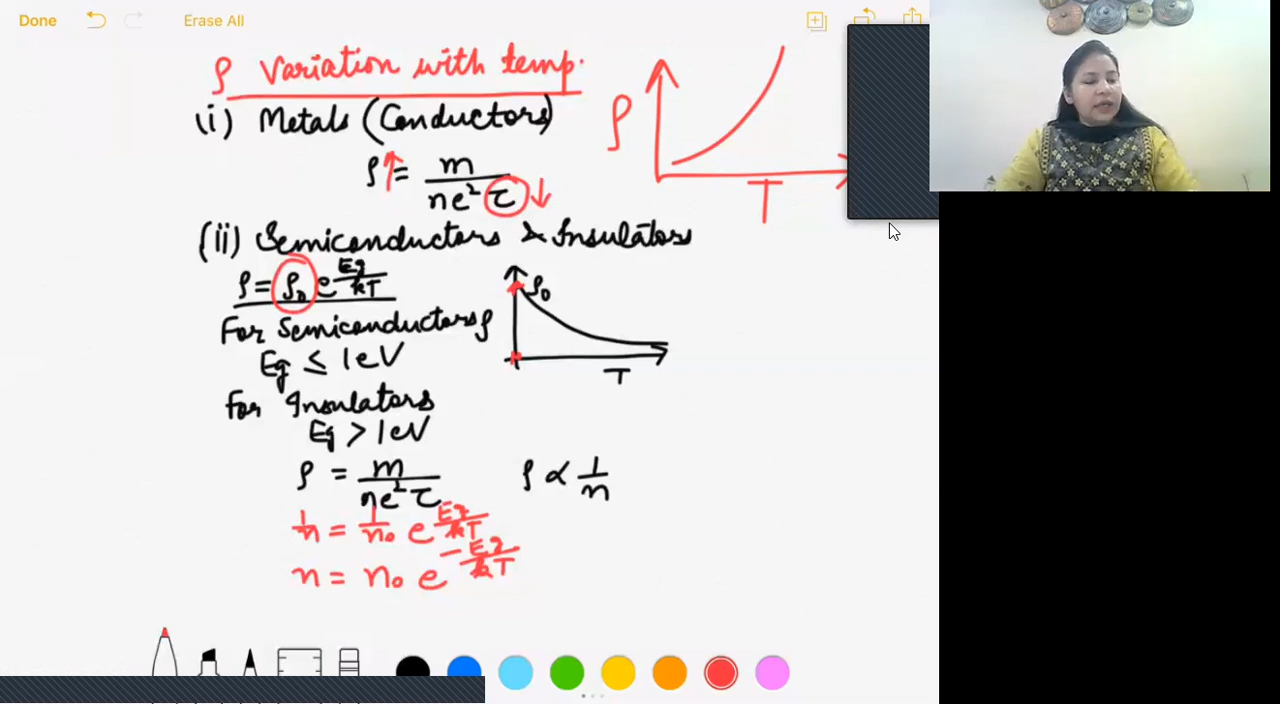 Done Erase All
ρ Variation with temp.
(i) Metals (Conductors)
ρ↑ = m/ne²τ ↓
ρ
T
(ii) Semiconductors & Insulators
ρ = ρ₀ e^(Eg/kT)
ρ₀
For Semiconductors
ρ
Eg ≤ 1eV
T
For Insulators
Eg > 1eV
ρ = m/ne²τ ρ ∝ 1/n
1/n = 1/n₀ e^(Eg/kT)
n = n₀ e^(-Eg/kT)